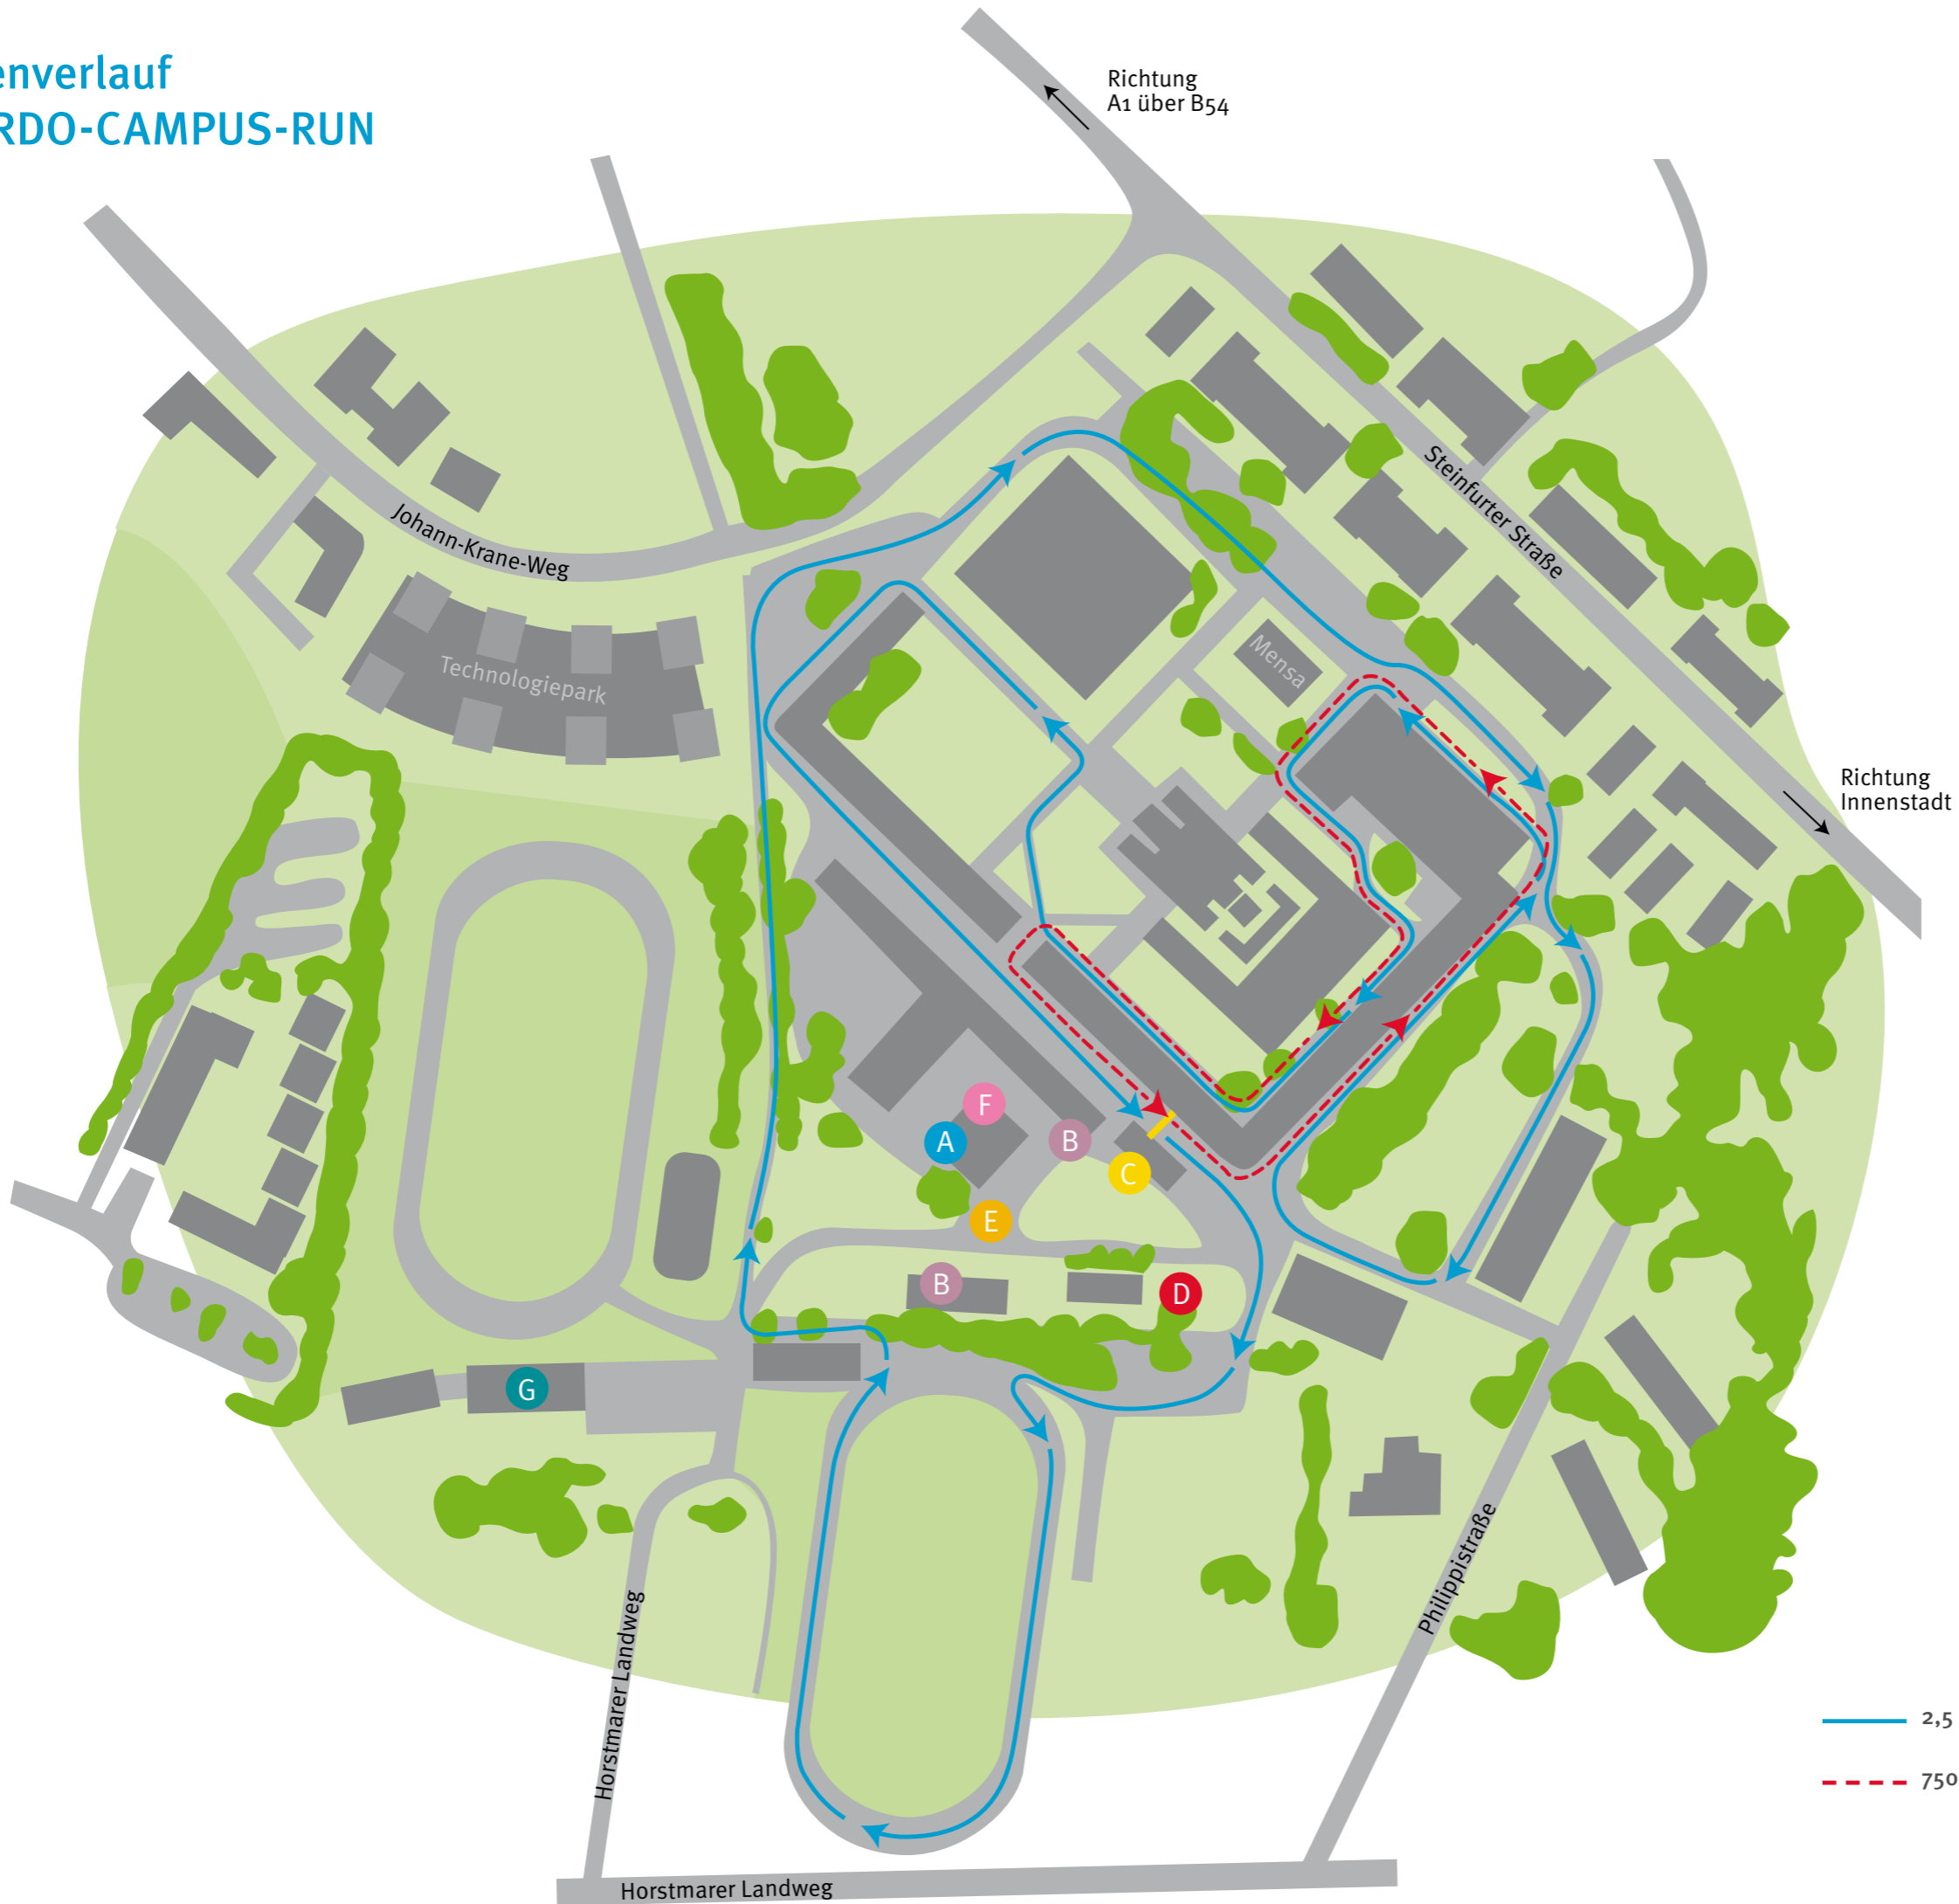 enverlauf
RDO-CAMPUS-RUN
Richtung
A1 über B54
Johann-Krane-Weg
Steinfurter Straße
Technologiepark
Mensa
Richtung
Innenstadt
F
A
B
C
E
B
D
G
Philippistraße
Horstmarer Landweg
2,5
750
Horstmarer Landweg